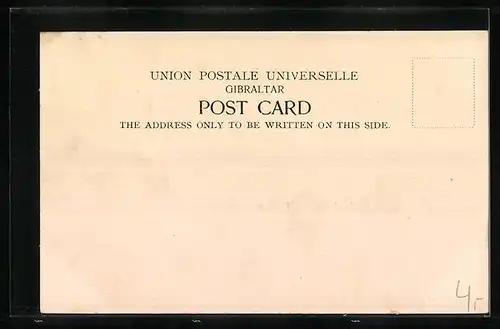 UNION POSTALE UNIVERSELLE
GIBRALTAR
POST CARD
THE ADDRESS ONLY TO BE WRITTEN ON THIS SIDE.
4,-